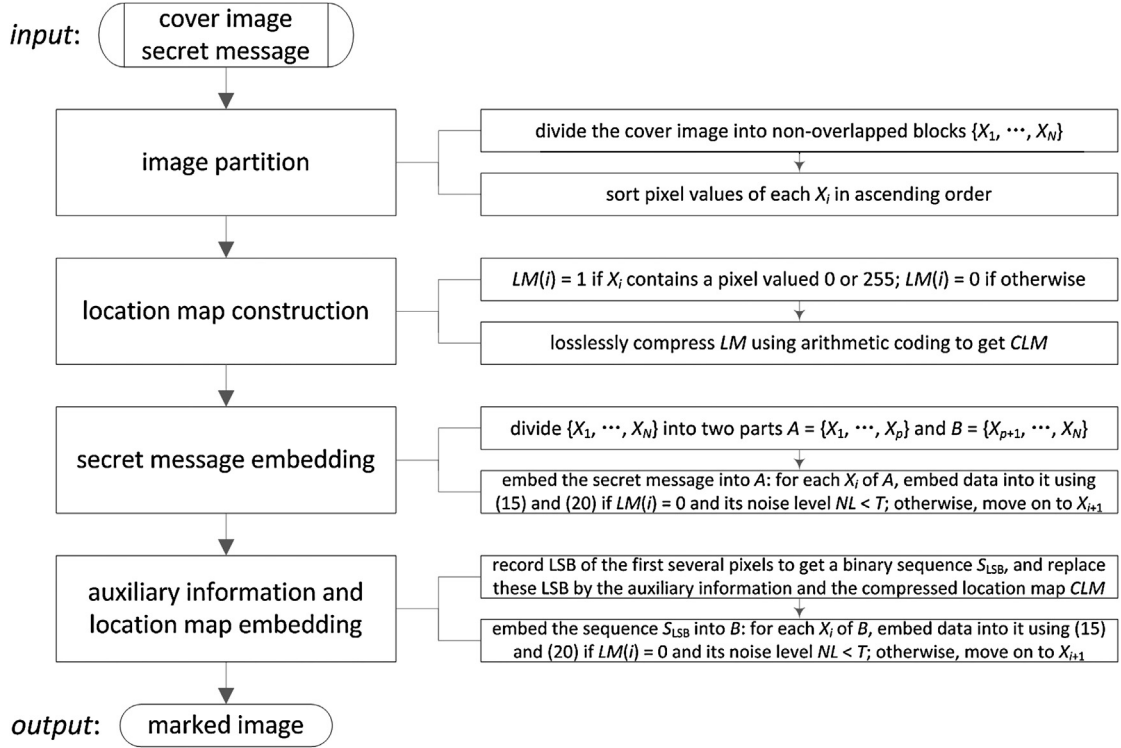 input:
cover image
secret message
image partition
divide the cover image into non-overlapped blocks {X1, ···, XN}
sort pixel values of each Xi in ascending order
location map construction
LM(i) = 1 if Xi contains a pixel valued 0 or 255; LM(i) = 0 if otherwise
losslessly compress LM using arithmetic coding to get CLM
secret message embedding
divide {X1, ···, XN} into two parts A = {X1, ···, Xp} and B = {Xp+1, ···, XN}
embed the secret message into A: for each Xi of A, embed data into it using
(15) and (20) if LM(i) = 0 and its noise level NL < T; otherwise, move on to Xi+1
auxiliary information and
location map embedding
record LSB of the first several pixels to get a binary sequence SLSB, and replace
these LSB by the auxiliary information and the compressed location map CLM
embed the sequence SLSB into B: for each Xi of B, embed data into it using (15)
and (20) if LM(i) = 0 and its noise level NL < T; otherwise, move on to Xi+1
output:
marked image